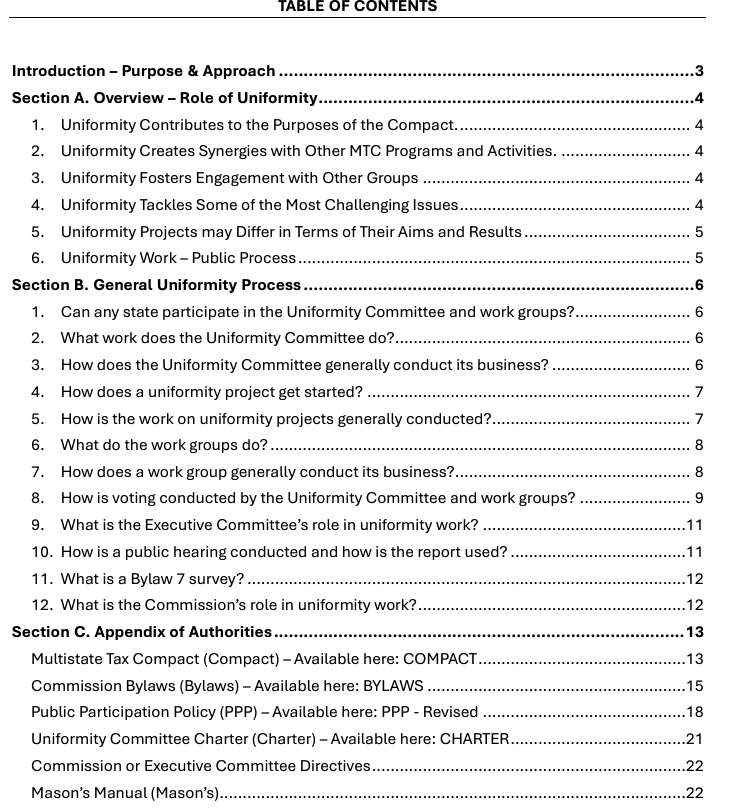 TABLE OF CONTENTS
Introduction – Purpose & Approach ........................................................................................................3
Section A. Overview – Role of Uniformity..............................................................................................4
1. Uniformity Contributes to the Purposes of the Compact.......................................................... 4
2. Uniformity Creates Synergies with Other MTC Programs and Activities. ................................ 4
3. Uniformity Fosters Engagement with Other Groups .................................................................. 4
4. Uniformity Tackles Some of the Most Challenging Issues......................................................... 4
5. Uniformity Projects may Differ in Terms of Their Aims and Results......................................... 5
6. Uniformity Work – Public Process................................................................................................. 5
Section B. General Uniformity Process..................................................................................................6
1. Can any state participate in the Uniformity Committee and work groups?............................ 6
2. What work does the Uniformity Committee do?......................................................................... 6
3. How does the Uniformity Committee generally conduct its business? .................................. 6
4. How does a uniformity project get started? ................................................................................ 7
5. How is the work on uniformity projects generally conducted?................................................. 7
6. What do the work groups do? ........................................................................................................ 8
7. How does a work group generally conduct its business?.......................................................... 8
8. How is voting conducted by the Uniformity Committee and work groups? ........................... 9
9. What is the Executive Committee’s role in uniformity work? ..................................................11
10. How is a public hearing conducted and how is the report used? ...........................................11
11. What is a Bylaw 7 survey? .............................................................................................................12
12. What is the Commission’s role in uniformity work?..................................................................12
Section C. Appendix of Authorities.......................................................................................................13
Multistate Tax Compact (Compact) – Available here: COMPACT...................................................13
Commission Bylaws (Bylaws) – Available here: BYLAWS ................................................................15
Public Participation Policy (PPP) – Available here: PPP - Revised ..................................................18
Uniformity Committee Charter (Charter) – Available here: CHARTER...........................................21
Commission or Executive Committee Directives..............................................................................22
Mason’s Manual (Mason’s)....................................................................................................................22